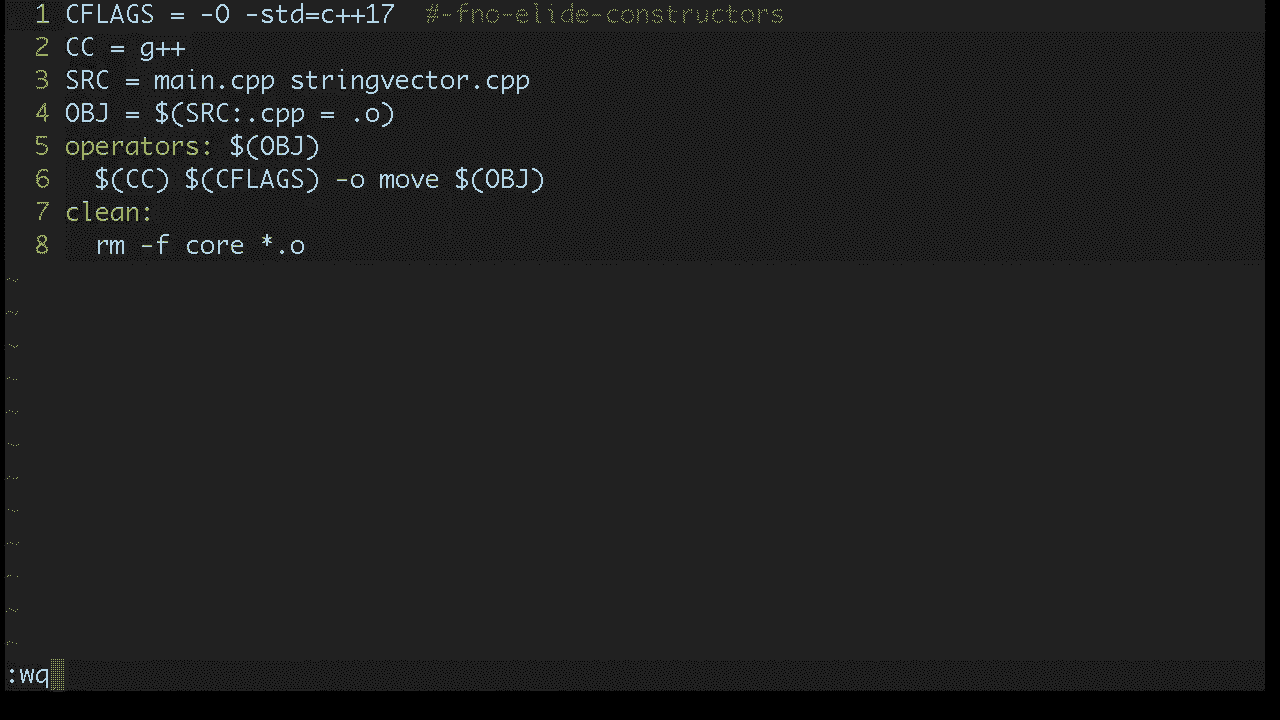 1 CFLAGS = -O -std=c++17  #-fno-elide-constructors
2 CC = g++
3 SRC = main.cpp stringvector.cpp
4 OBJ = $(SRC:.cpp = .o)
5 operators: $(OBJ)
6   $(CC) $(CFLAGS) -o move $(OBJ)
7 clean:
8   rm -f core *.o
~
~
~
~
~
~
~
~
~
~
~
~
:wq